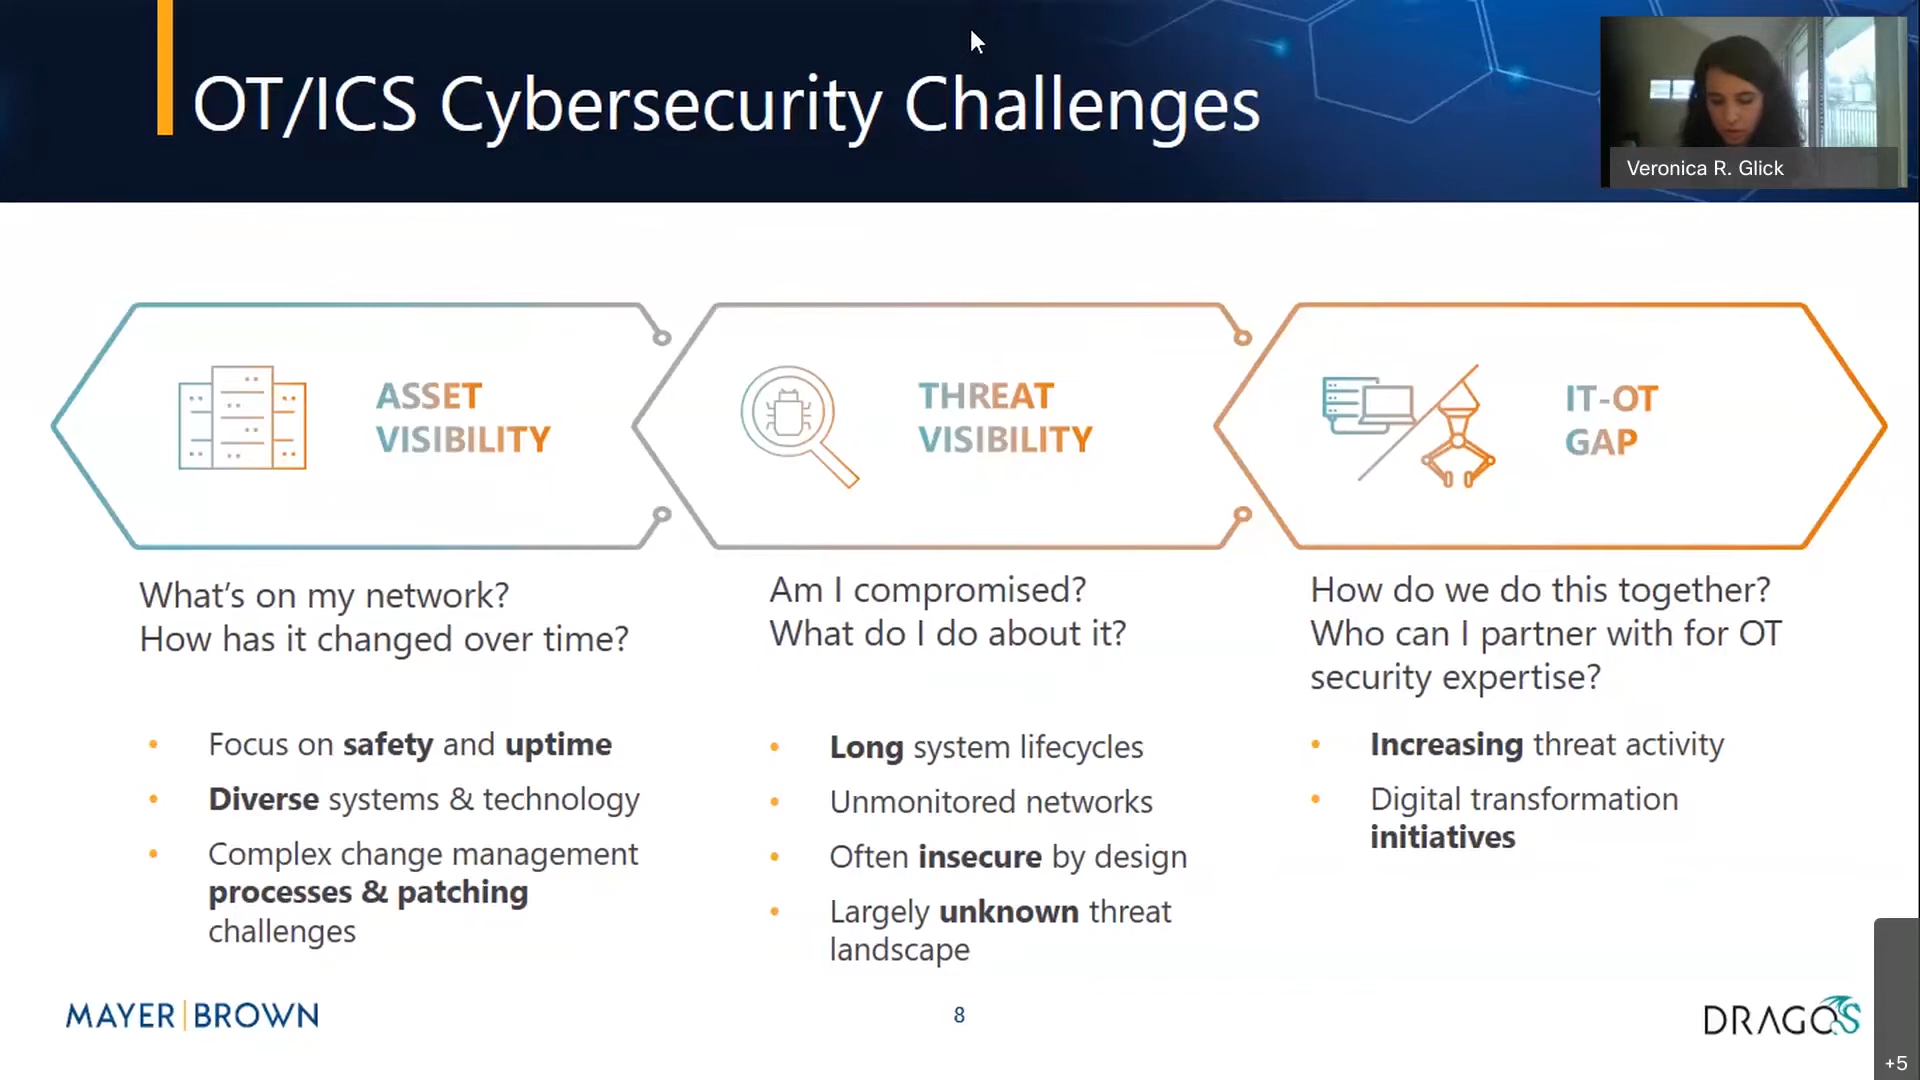 OT/ICS Cybersecurity Challenges
Veronica R. Glick
ASSET
VISIBILITY
What's on my network?
How has it changed over time?
• Focus on safety and uptime
• Diverse systems & technology
• Complex change management
processes & patching
challenges
THREAT
VISIBILITY
Am I compromised?
What do I do about it?
• Long system lifecycles
• Unmonitored networks
• Often insecure by design
• Largely unknown threat
landscape
IT-OT
GAP
How do we do this together?
Who can I partner with for OT
security expertise?
• Increasing threat activity
• Digital transformation
initiatives
MAYER | BROWN
8
DRAGOS
+5